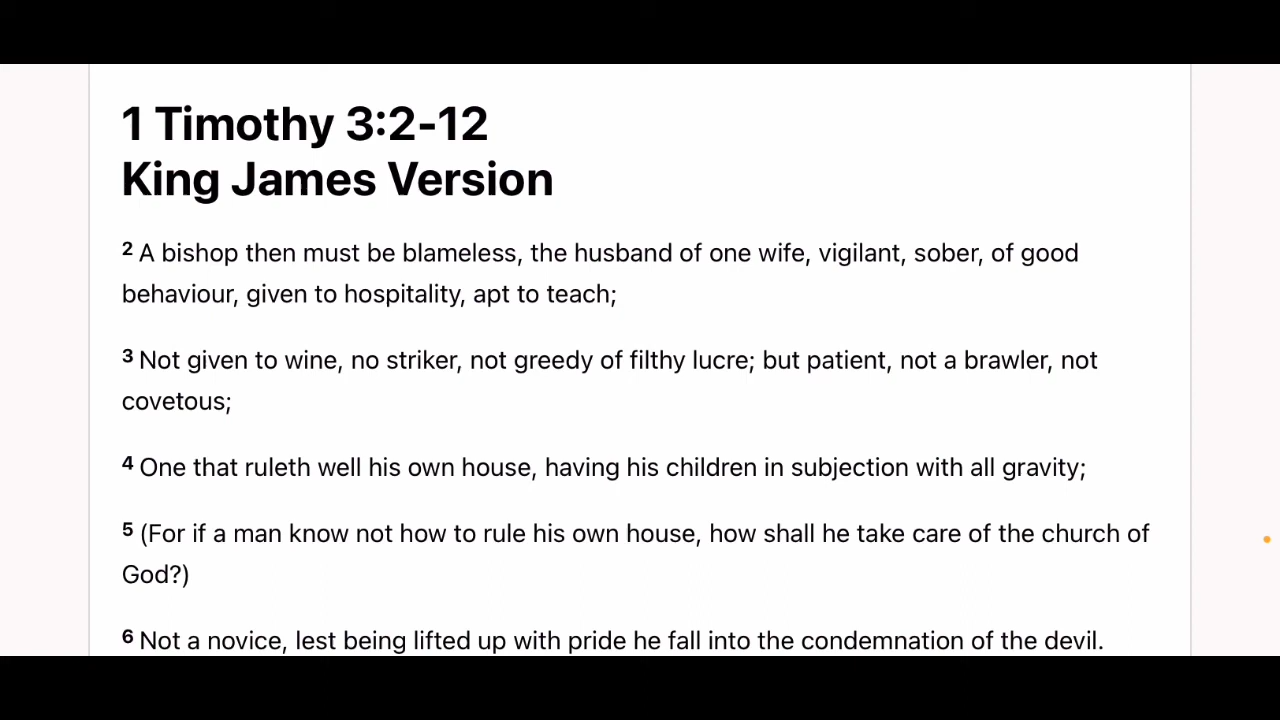 1 Timothy 3:2-12
King James Version
2 A bishop then must be blameless, the husband of one wife, vigilant, sober, of good
behaviour, given to hospitality, apt to teach;
3 Not given to wine, no striker, not greedy of filthy lucre; but patient, not a brawler, not
covetous;
4 One that ruleth well his own house, having his children in subjection with all gravity;
5 (For if a man know not how to rule his own house, how shall he take care of the church of
God?)
6 Not a novice, lest being lifted up with pride he fall into the condemnation of the devil.